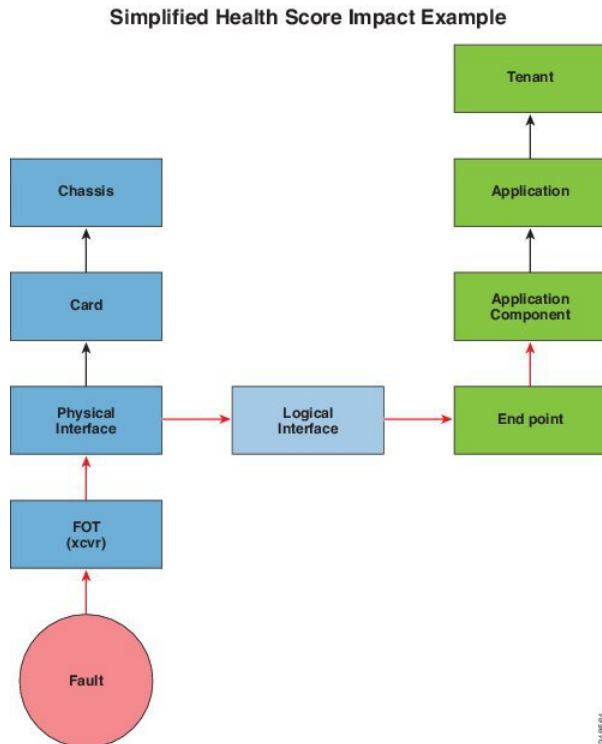 Simplified Health Score Impact Example
Tenant
Chassis
Application
Card
Application
Component
Physical
Interface
Logical
Interface
End point
FOT
(xcvr)
Fault